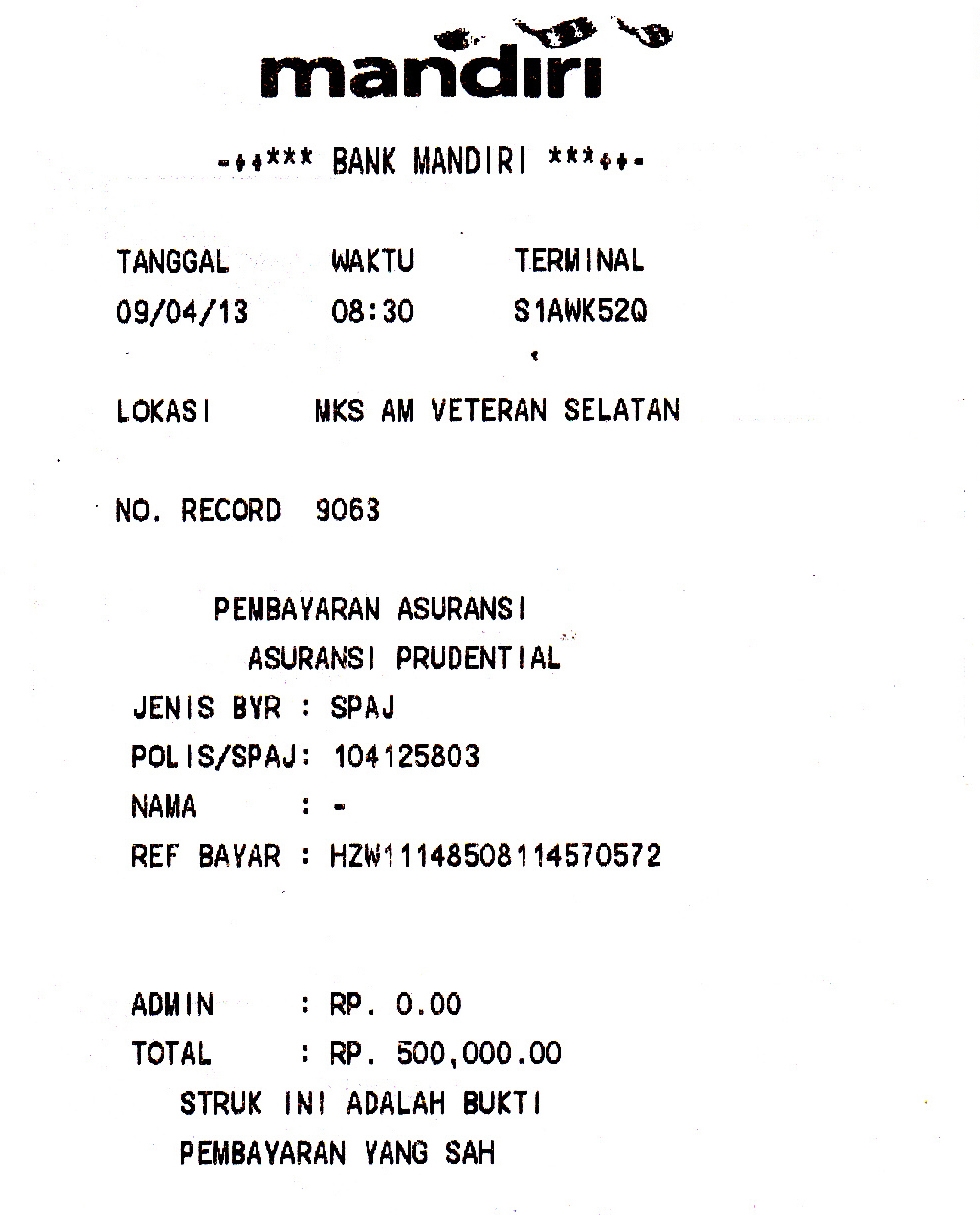 mandiri
-++*** BANK MANDIRI ***++-
TANGGAL WAKTU TERMINAL
09/04/13 08:30 S1AWK52Q
LOKASI MKS AM VETERAN SELATAN
NO. RECORD 9063
PEMBAYARAN ASURANSI
ASURANSI PRUDENTIAL
JENIS BYR : SPAJ
POLIS/SPAJ: 104125803
NAMA : -
REF BAYAR : HZW11148508114570572
ADMIN : RP. 0.00
TOTAL : RP. 500,000.00
STRUK INI ADALAH BUKTI
PEMBAYARAN YANG SAH